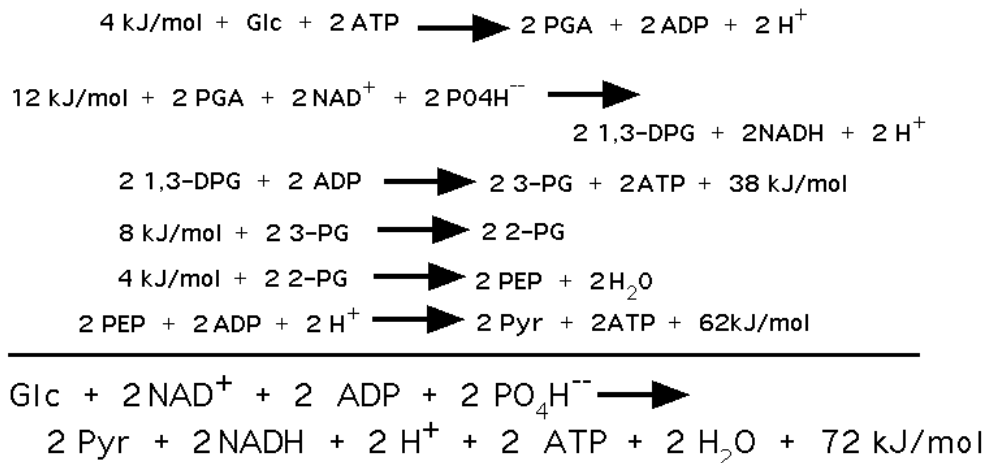 4 kJ/mol + Glc + 2 ATP → 2 PGA + 2 ADP + 2 H⁺
12 kJ/mol + 2 PGA + 2 NAD⁺ + 2 PO4H⁻⁻ →
2 1,3-DPG + 2NADH + 2 H⁺
2 1,3-DPG + 2 ADP → 2 3-PG + 2ATP + 38 kJ/mol
8 kJ/mol + 2 3-PG → 2 2-PG
4 kJ/mol + 2 2-PG → 2 PEP + 2H₂O
2 PEP + 2 ADP + 2 H⁺ → 2 Pyr + 2ATP + 62kJ/mol
Glc + 2 NAD⁺ + 2 ADP + 2 PO₄H⁻⁻ →
2 Pyr + 2 NADH + 2 H⁺ + 2 ATP + 2 H₂O + 72 kJ/mol